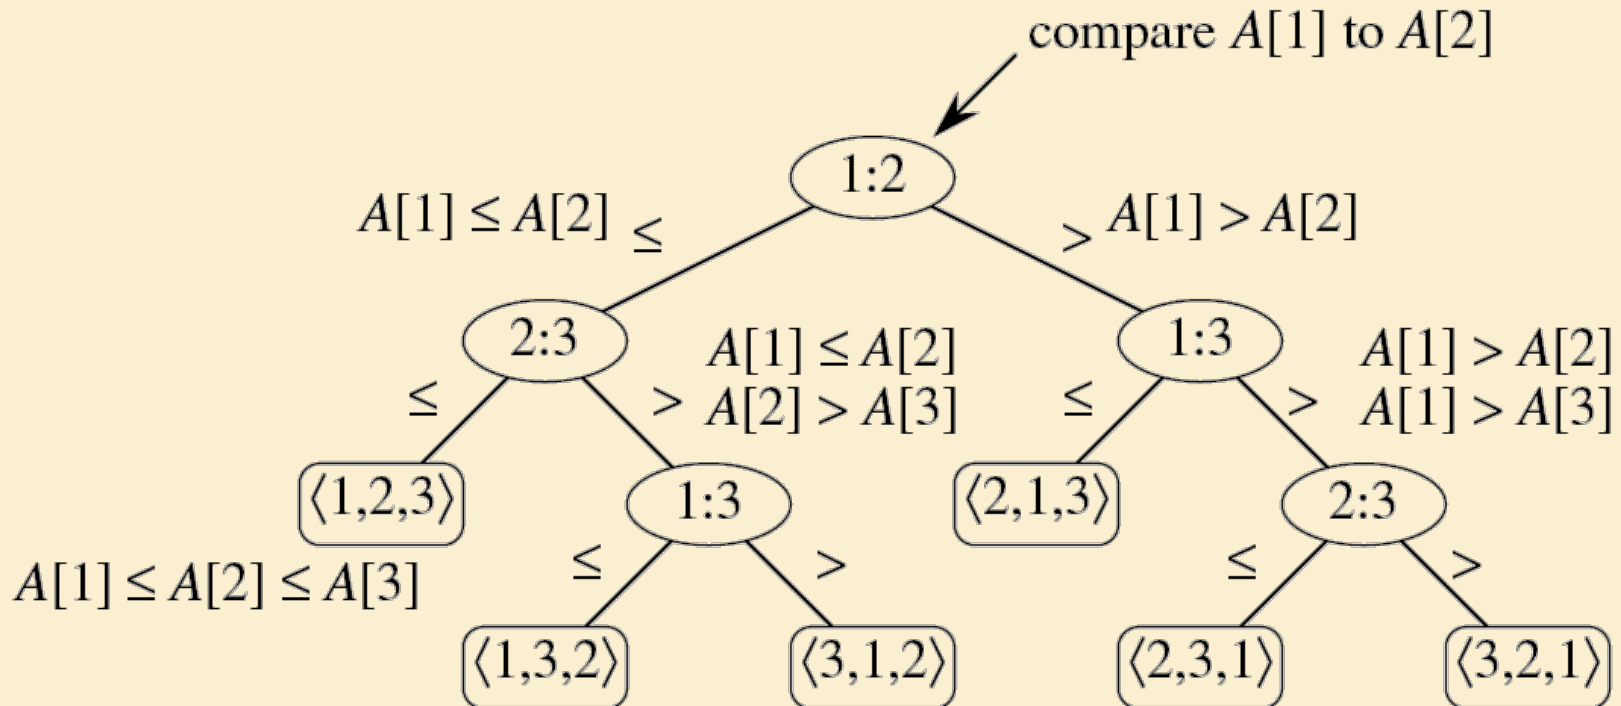 compare A[1] to A[2]
1:2
A[1] ≤ A[2] ≤
> A[1] > A[2]
2:3
A[1] ≤ A[2]
1:3
A[1] > A[2]
≤
> A[2] > A[3]
≤
> A[1] > A[3]
⟨1,2,3⟩
1:3
⟨2,1,3⟩
2:3
A[1] ≤ A[2] ≤ A[3]
≤
>
≤
>
⟨1,3,2⟩
⟨3,1,2⟩
⟨2,3,1⟩
⟨3,2,1⟩